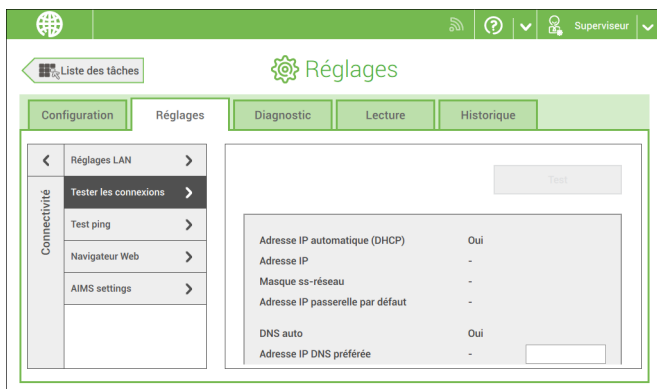 Superviseur
Liste des tâches
Réglages
Configuration
Réglages
Diagnostic
Lecture
Historique
Connectivité
Réglages LAN
Tester les connexions
Test ping
Navigateur Web
AIMS settings
Test
Adresse IP automatique (DHCP) Oui
Adresse IP -
Masque ss-réseau -
Adresse IP passerelle par défaut -
DNS auto Oui
Adresse IP DNS préférée -